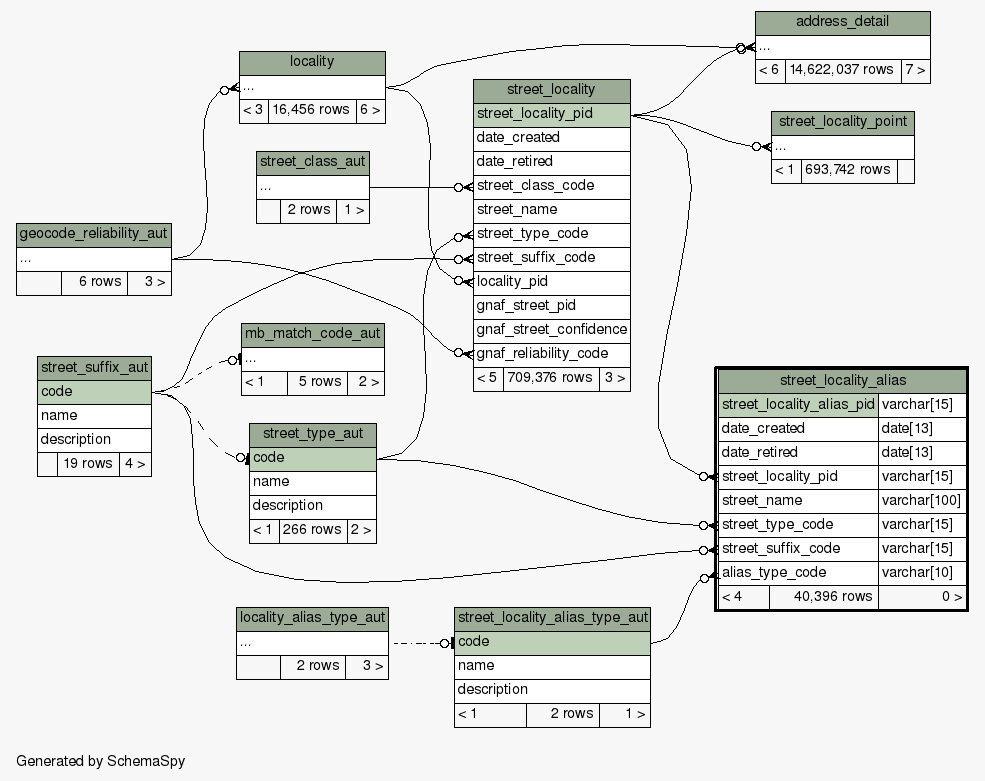 address_detail
...
< 6 14,622,037 rows 7 >
locality
...
< 3 16,456 rows 6 >
street_locality
street_locality_pid
date_created
date_retired
street_class_code
street_name
street_type_code
street_suffix_code
locality_pid
gnaf_street_pid
gnaf_street_confidence
gnaf_reliability_code
< 5 709,376 rows 3 >
street_locality_point
...
< 1 693,742 rows
street_class_aut
...
2 rows 1 >
geocode_reliability_aut
...
6 rows 3 >
mb_match_code_aut
...
< 1 5 rows 2 >
street_suffix_aut
code
name
description
19 rows 4 >
street_type_aut
code
name
description
< 1 266 rows 2 >
street_locality_alias
street_locality_alias_pid varchar[15]
date_created date[13]
date_retired date[13]
street_locality_pid varchar[15]
street_name varchar[100]
street_type_code varchar[15]
street_suffix_code varchar[15]
alias_type_code varchar[10]
< 4 40,396 rows 0 >
locality_alias_type_aut
...
2 rows 3 >
street_locality_alias_type_aut
code
name
description
< 1 2 rows 1 >
Generated by SchemaSpy